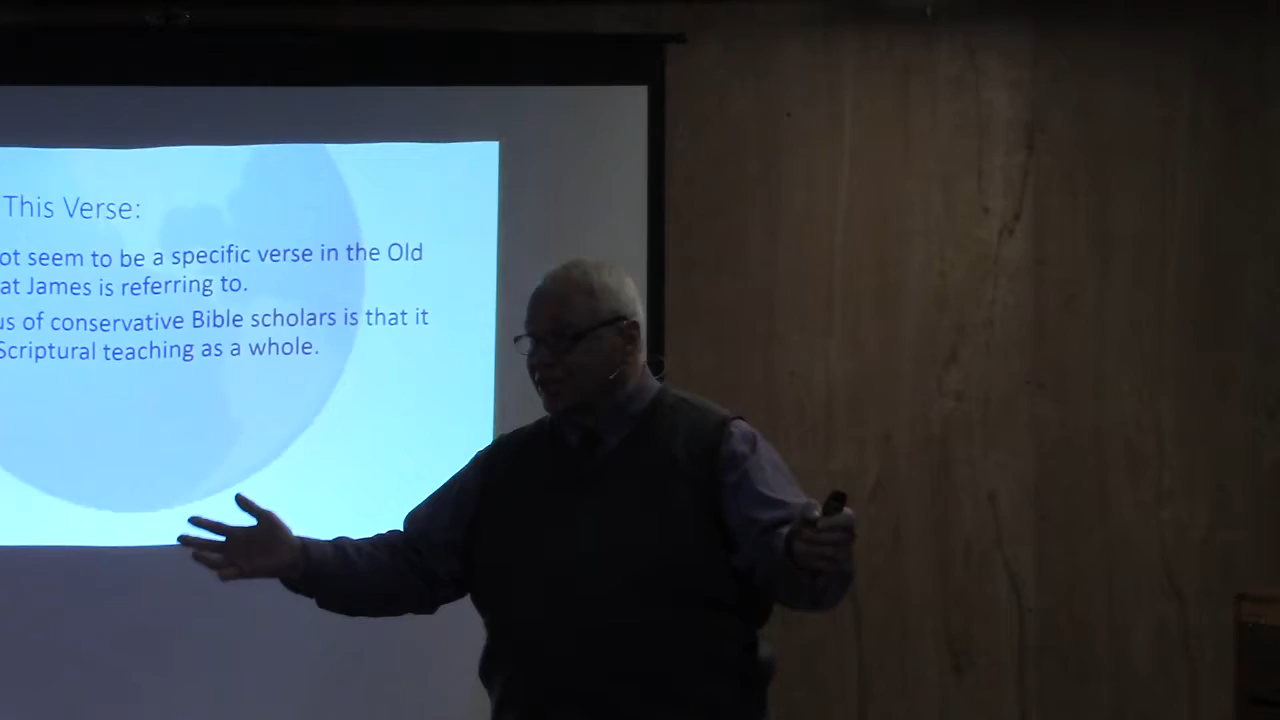 This Verse:
ot seem to be a specific verse in the Old
at James is referring to.
us of conservative Bible scholars is that it
Scriptural teaching as a whole.